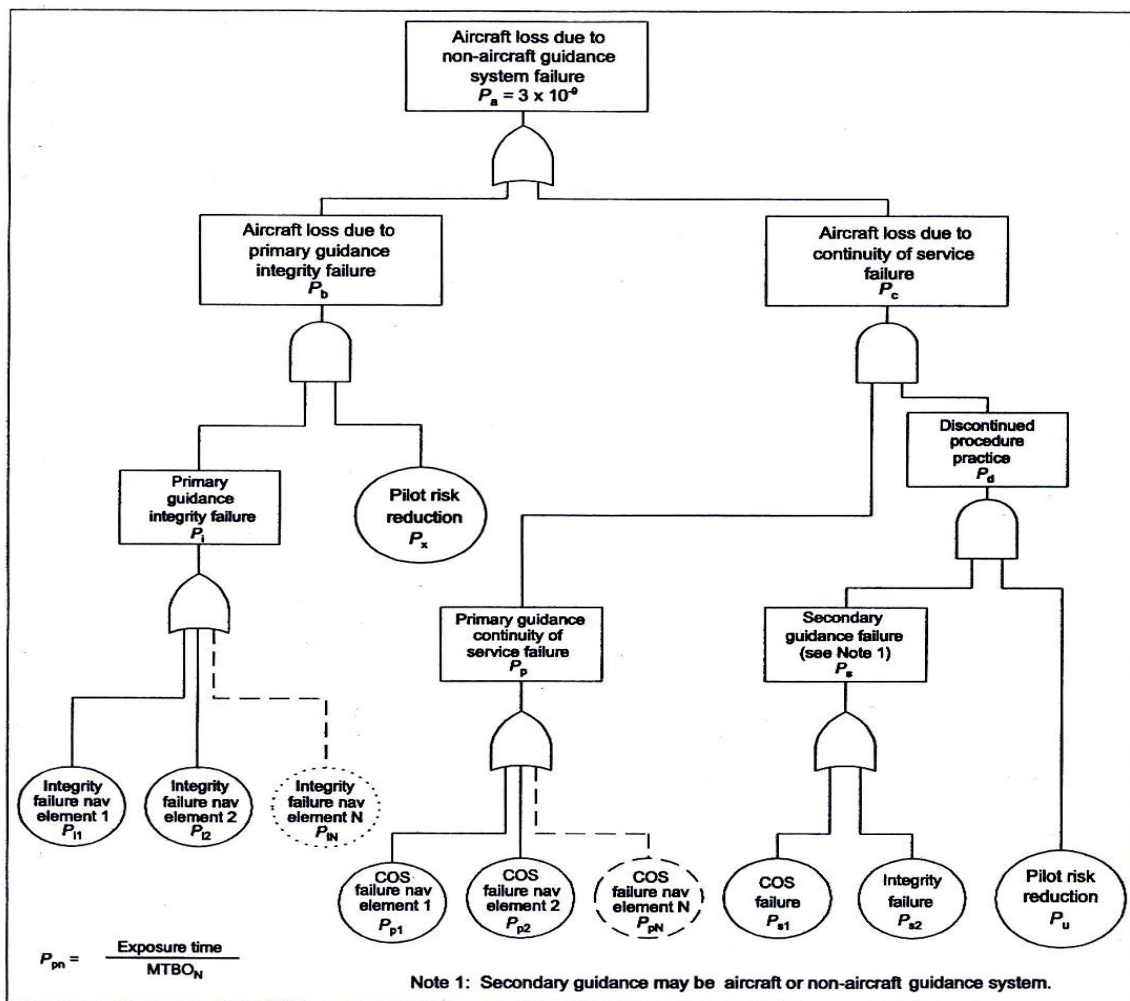 Aircraft loss due to
non-aircraft guidance
system failure
Pa = 3 x 10-9
Aircraft loss due to
primary guidance
integrity failure
Pb
Aircraft loss due to
continuity of service
failure
Pc
Discontinued
procedure
practice
Pd
Primary
guidance
integrity failure
Pi
Pilot risk
reduction
Px
Primary guidance
continuity of
service failure
Pp
Secondary
guidance failure
(see Note 1)
Ps
Integrity
failure nav
element 1
Pi1
Integrity
failure nav
element 2
Pi2
Integrity
failure nav
element N
PiN
COS
failure nav
element 1
Pp1
COS
failure nav
element 2
Pp2
COS
failure nav
element N
PpN
COS
failure
Ps1
Integrity
failure
Ps2
Pilot risk
reduction
Pu
Ppn = Exposure time
MTBON
Note 1: Secondary guidance may be aircraft or non-aircraft guidance system.